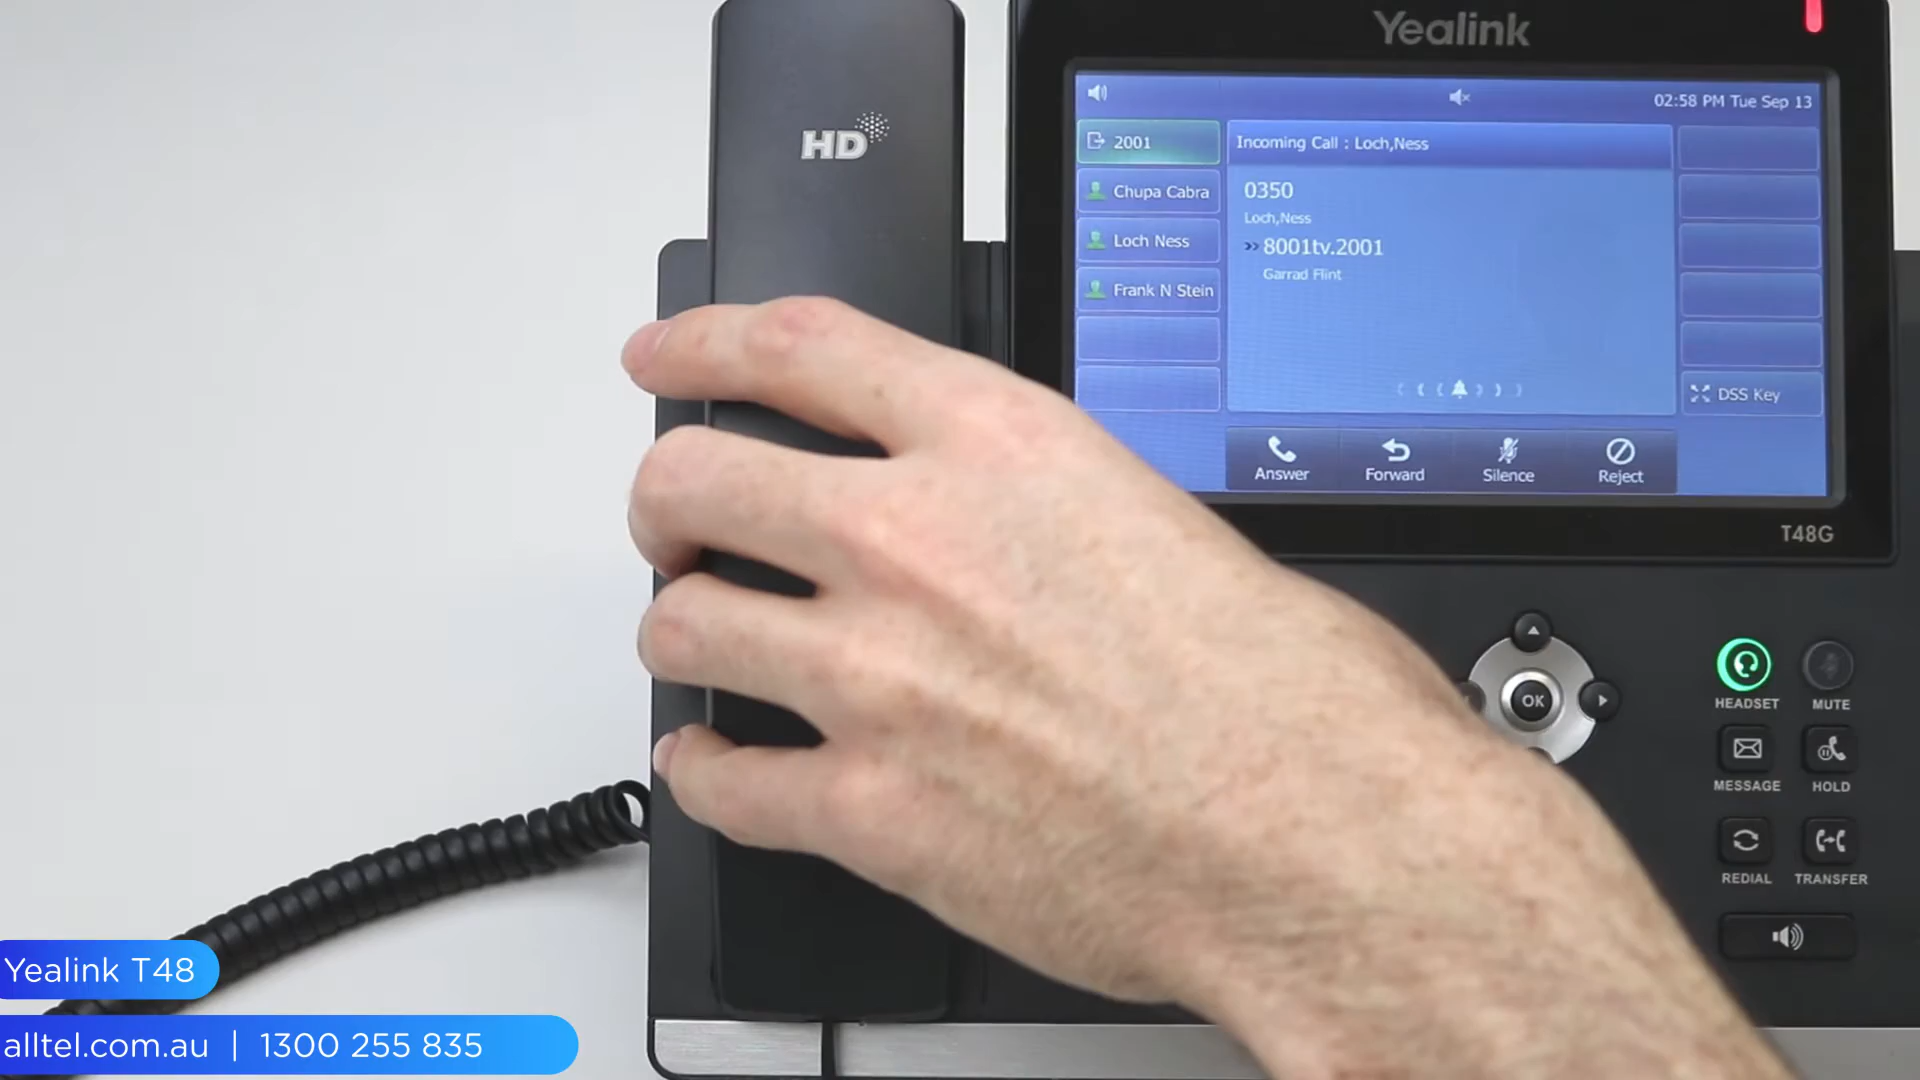 Yealink
HD
02:58 PM Tue Sep 13
2001
Incoming Call : Loch,Ness
Chupa Cabra
0350
Loch,Ness
Loch Ness
» 8001tv.2001
Garrad Flint
Frank N Stein
DSS Key
Answer
Forward
Silence
Reject
T48G
OK
HEADSET
MUTE
MESSAGE
HOLD
REDIAL
TRANSFER
Yealink T48
alltel.com.au | 1300 255 835